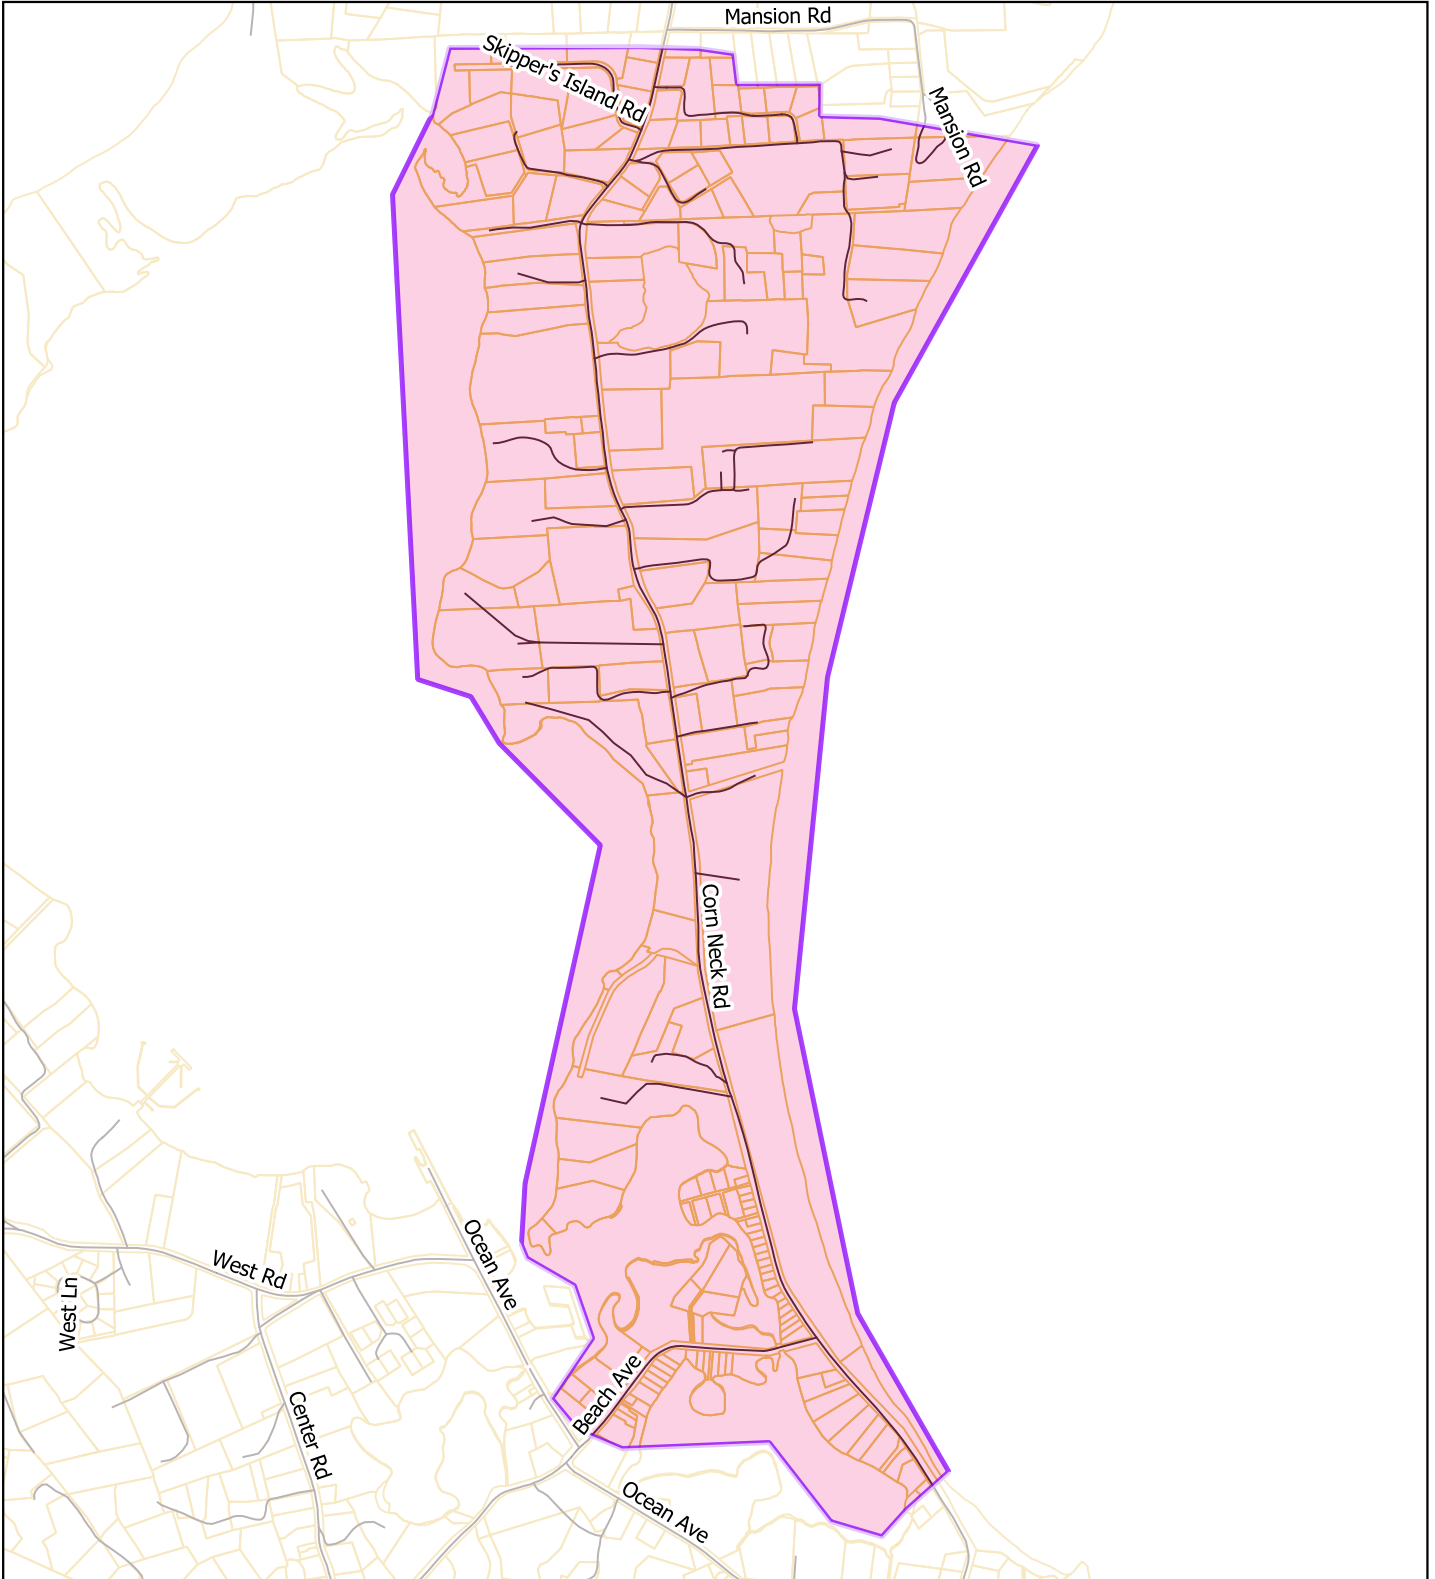 Mansion Rd
Skipper's Island Rd
Mansion Rd
Corn Neck Rd
Ocean Ave
West Rd
West Ln
Beach Ave
Center Rd
Ocean Ave